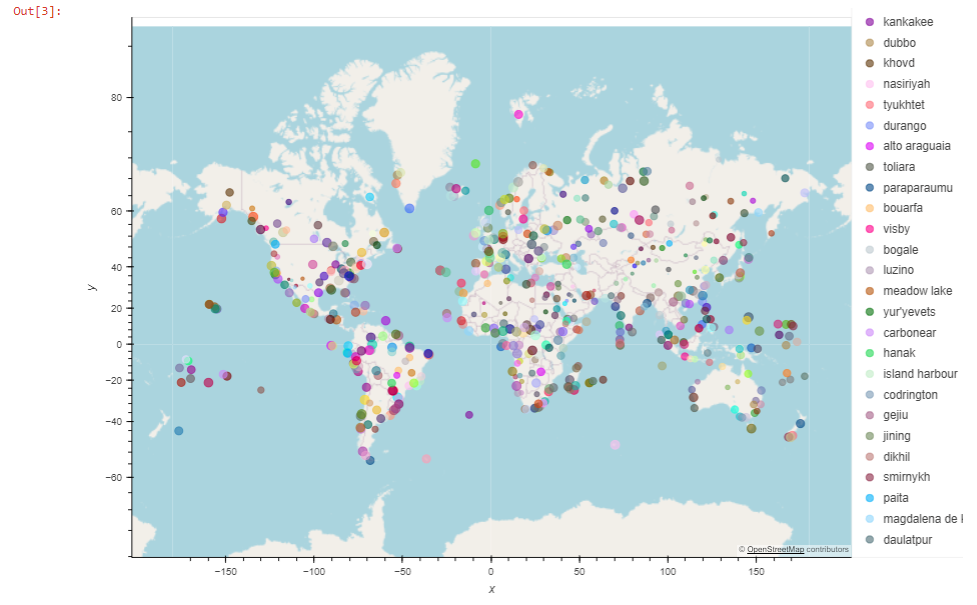 Out[3]:
80
60
40
20
0
−20
−40
−60
y
−150
−100
−50
0
50
100
150
x
© OpenStreetMap contributors
kankakee
dubbo
khovd
nasiriyah
tyukhtet
durango
alto araguaia
toliara
paraparaumu
bouarfa
visby
bogale
luzino
meadow lake
yur'yevets
carbonear
hanak
island harbour
codrington
gejiu
jining
dikhil
smirnykh
paita
magdalena de
daulatpur